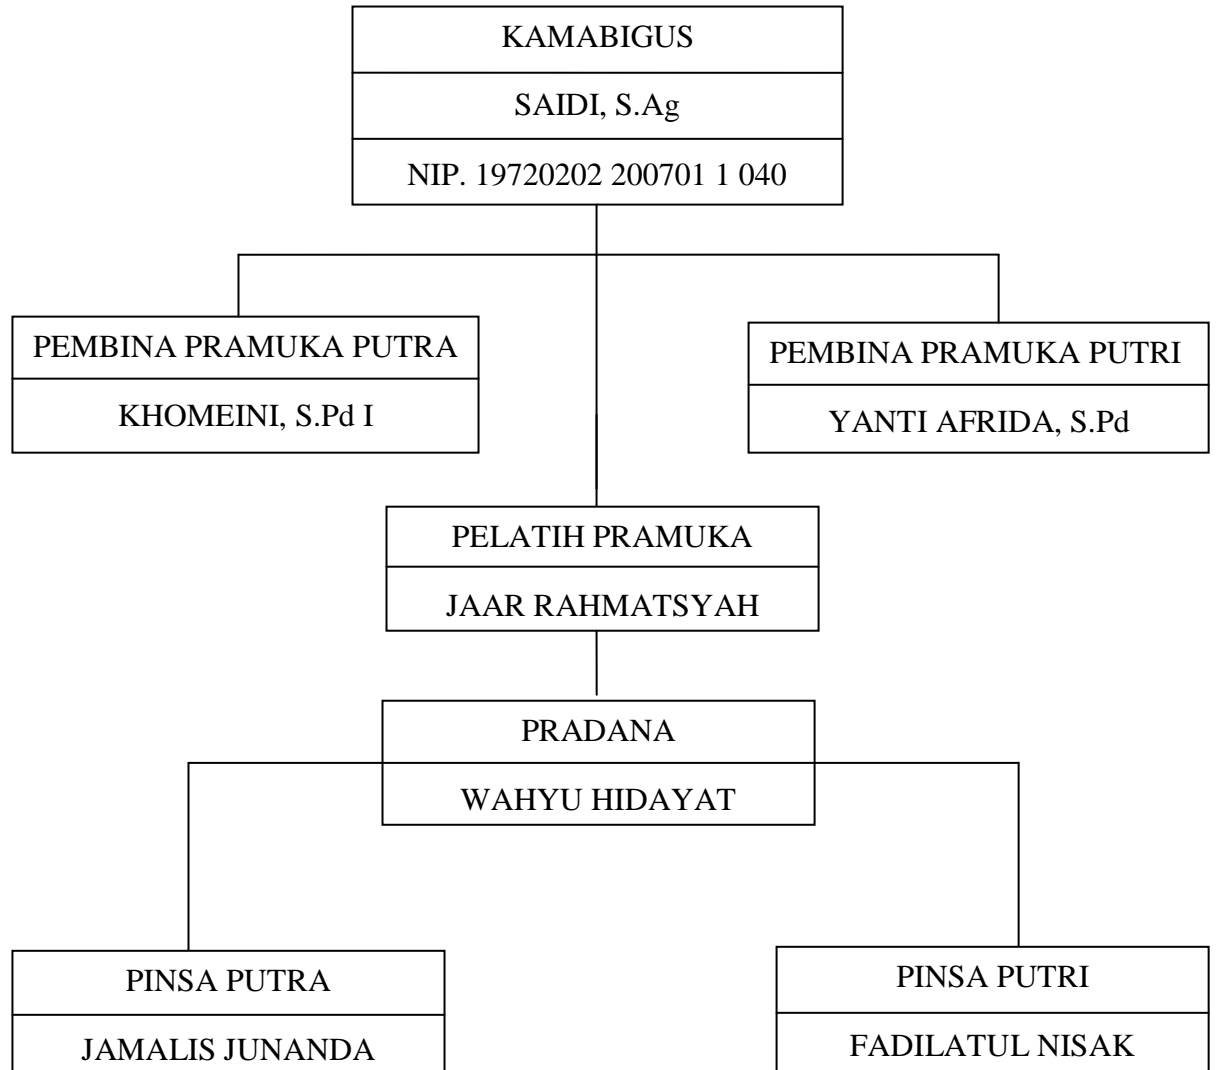 KAMABIGUS
SAIDI, S.Ag
NIP. 19720202 200701 1 040
PEMBINA PRAMUKA PUTRA
KHOMEINI, S.Pd I
PEMBINA PRAMUKA PUTRI
YANTI AFRIDA, S.Pd
PELATIH PRAMUKA
JAAR RAHMATSYAH
PRADANA
WAHYU HIDAYAT
PINSA PUTRA
JAMALIS JUNANDA
PINSA PUTRI
FADILATUL NISAK